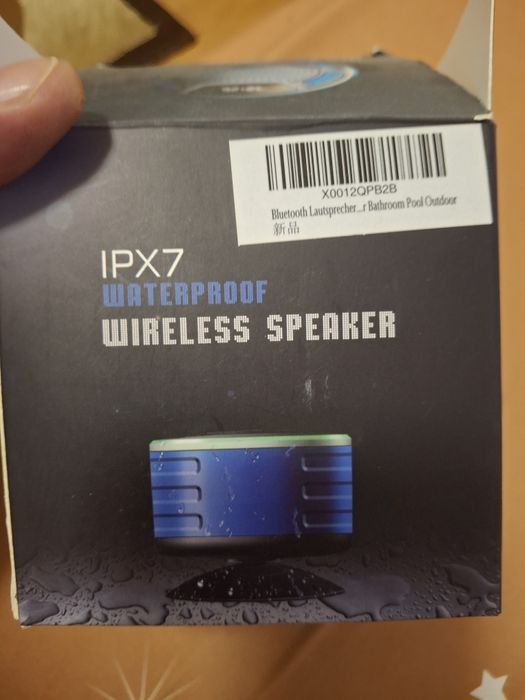 X0012QPB2B
Bluetooth Lautsprecher...r Bathroom Pool Outdoor
新品
IPX7
WATERPROOF
WIRELESS SPEAKER